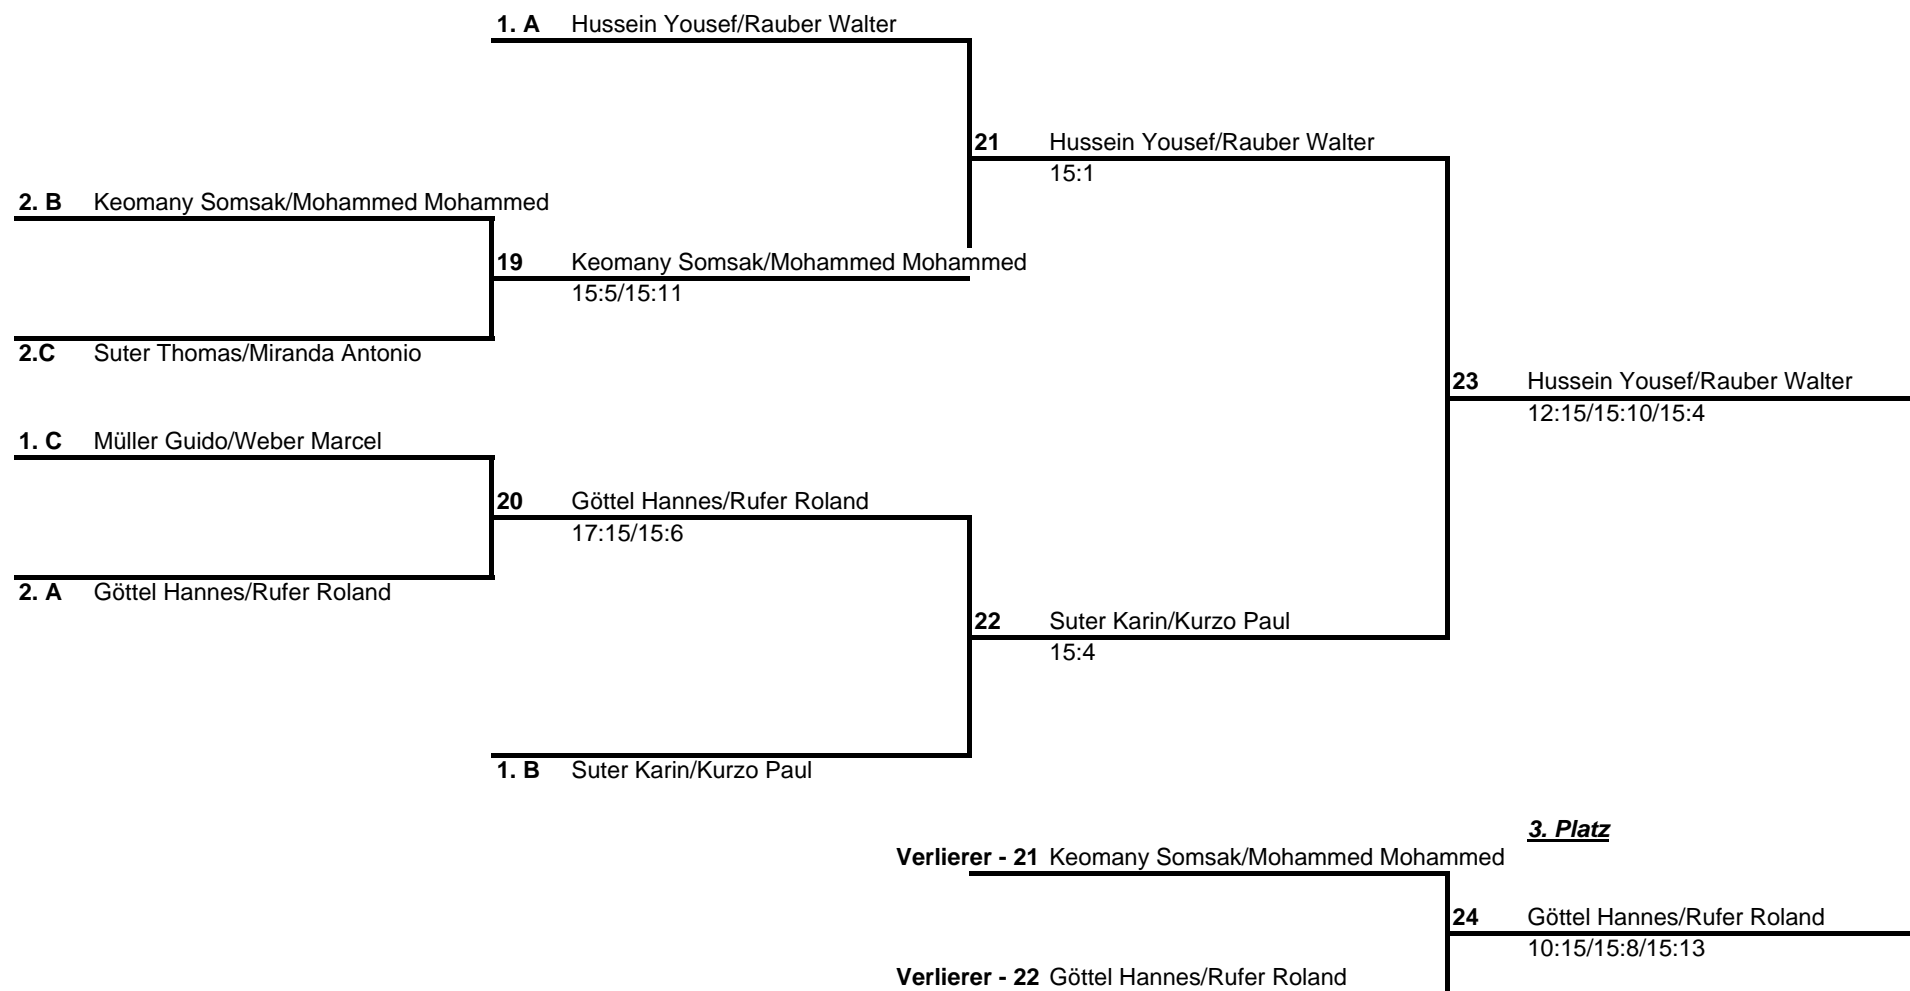 1. A Hussein Yousef/Rauber Walter
21 Hussein Yousef/Rauber Walter
15:1
2. B Keomany Somsak/Mohammed Mohammed
19 Keomany Somsak/Mohammed Mohammed
15:5/15:11
2.C Suter Thomas/Miranda Antonio
23 Hussein Yousef/Rauber Walter
12:15/15:10/15:4
1. C Müller Guido/Weber Marcel
20 Göttel Hannes/Rufer Roland
17:15/15:6
2. A Göttel Hannes/Rufer Roland
22 Suter Karin/Kurzo Paul
15:4
1. B Suter Karin/Kurzo Paul
3. Platz
Verlierer - 21 Keomany Somsak/Mohammed Mohammed
24 Göttel Hannes/Rufer Roland
10:15/15:8/15:13
Verlierer - 22 Göttel Hannes/Rufer Roland